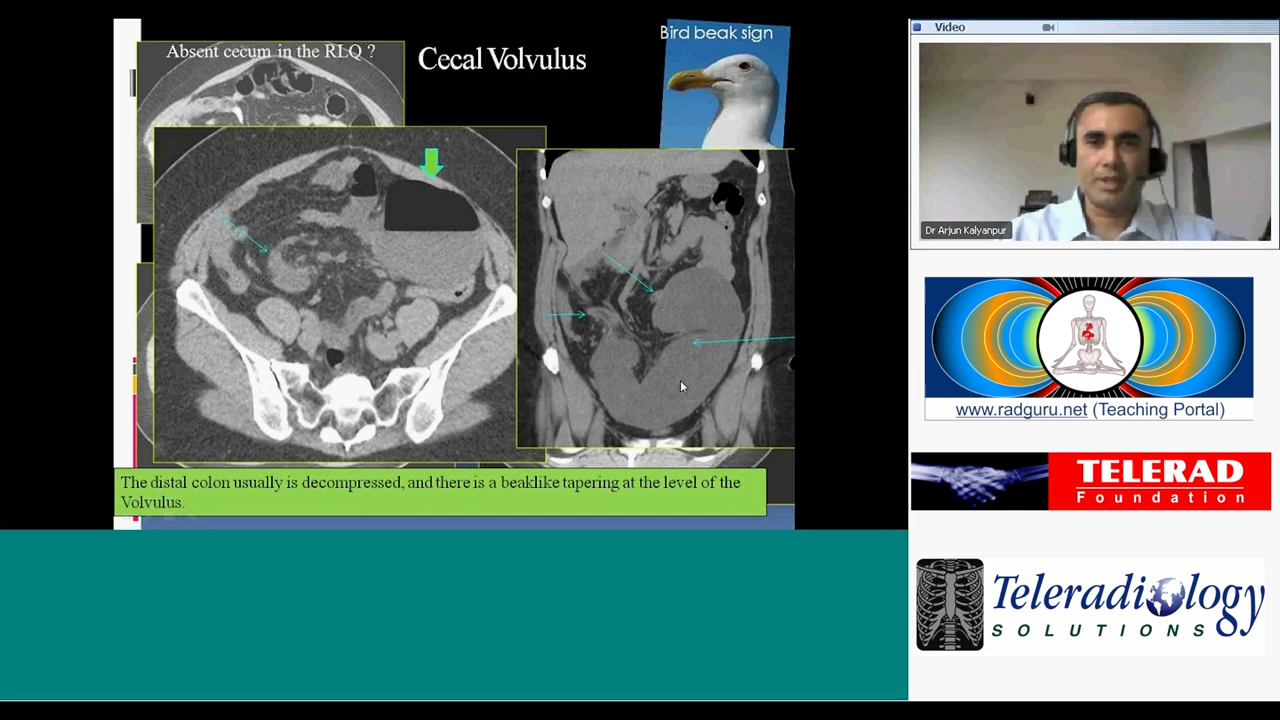 Absent cecum in the RLQ ?
Cecal Volvulus
Bird beak sign
The distal colon usually is decompressed, and there is a beaklike tapering at the level of the
Volvulus.
Video
Dr Arjun Kalyanpur
www.radguru.net (Teaching Portal)
TELERAD
Foundation
Teleradiology
SOLUTIONS